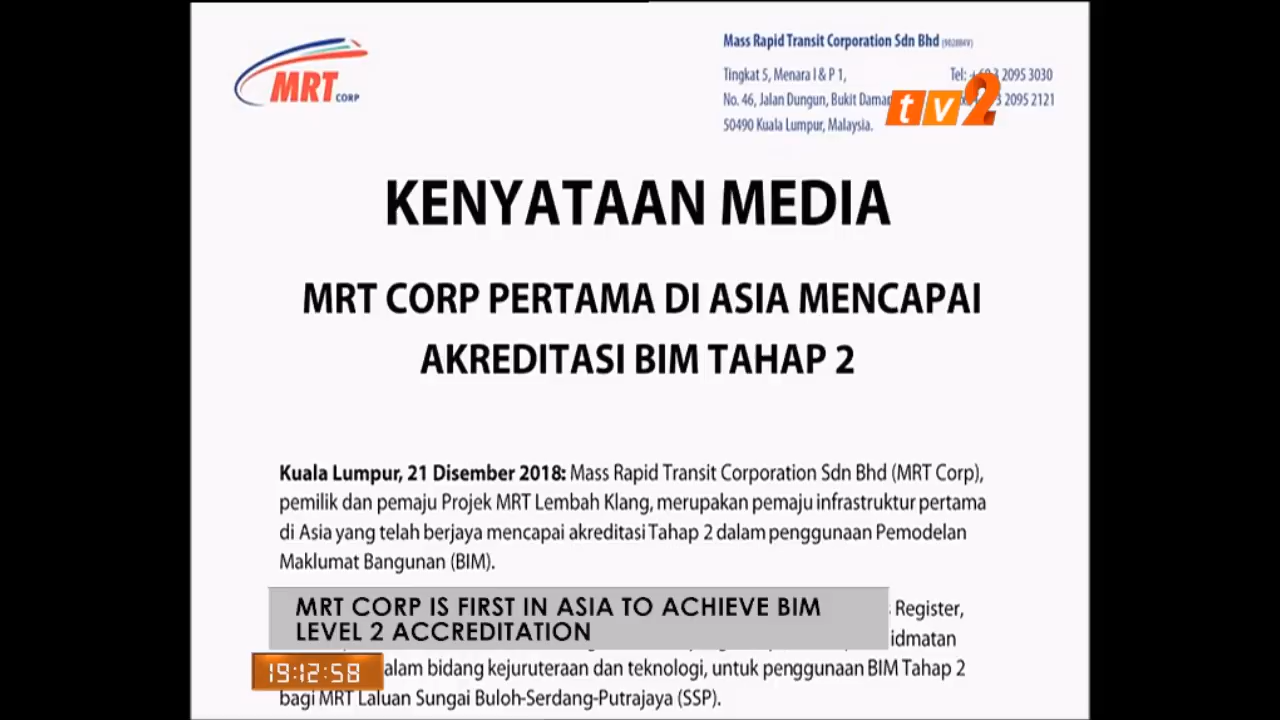 MRT CORP
Mass Rapid Transit Corporation Sdn Bhd (902884V)
Tingkat 5, Menara I & P 1,
Tel: 2095 3030
No. 46, Jalan Dungun, Bukit
2095 2121
50490 Kuala Lumpur, Malaysia.
tv2
KENYATAAN MEDIA
MRT CORP PERTAMA DI ASIA MENCAPAI
AKREDITASI BIM TAHAP 2
Kuala Lumpur, 21 Disember 2018: Mass Rapid Transit Corporation Sdn Bhd (MRT Corp),
pemilik dan pemaju Projek MRT Lembah Klang, merupakan pemaju infrastruktur pertama
di Asia yang telah berjaya mencapai akreditasi Tahap 2 dalam penggunaan Pemodelan
Maklumat Bangunan (BIM).
MRT CORP IS FIRST IN ASIA TO ACHIEVE BIM
LEVEL 2 ACCREDITATION
Register,
idmatan
19:12:58
alam bidang kejuruteraan dan teknologi, untuk penggunaan BIM Tahap 2
bagi MRT Laluan Sungai Buloh-Serdang-Putrajaya (SSP).